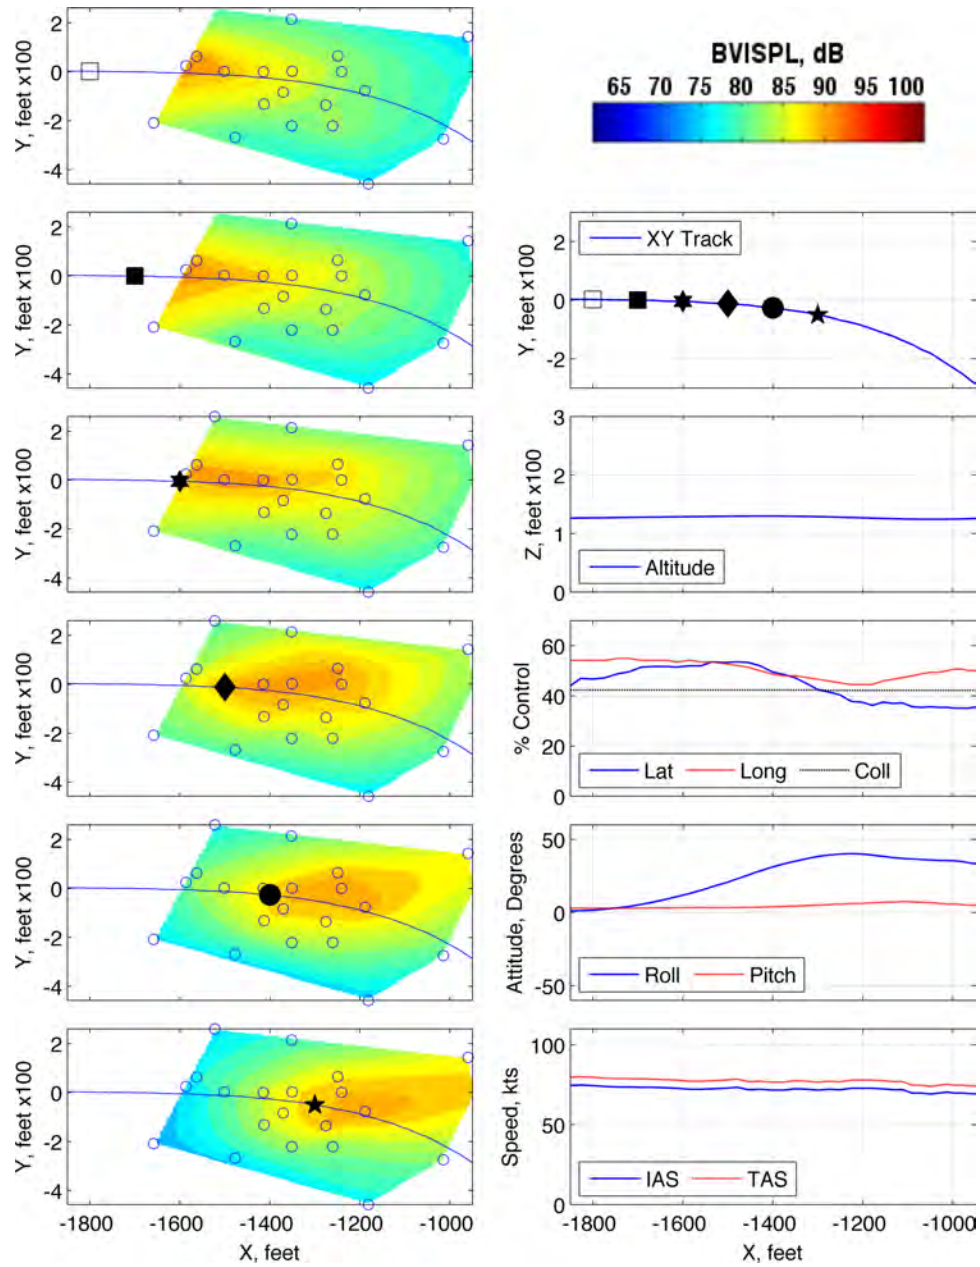 2
0
-2
-4
Y, feet x100
BVISPL, dB
65 70 75 80 85 90 95 100
2
0
-2
-4
Y, feet x100
2
0
-2
Y, feet x100
XY Track
2
0
-2
-4
Y, feet x100
3
2
1
0
Z, feet x100
Altitude
2
0
-2
-4
Y, feet x100
60
40
20
0
% Control
Lat Long Coll
2
0
-2
-4
Y, feet x100
50
0
-50
Attitude, Degrees
Roll Pitch
2
0
-2
-4
Y, feet x100
-1800 -1600 -1400 -1200 -1000
X, feet
100
50
0
Speed, kts
IAS TAS
-1800 -1600 -1400 -1200 -1000
X, feet